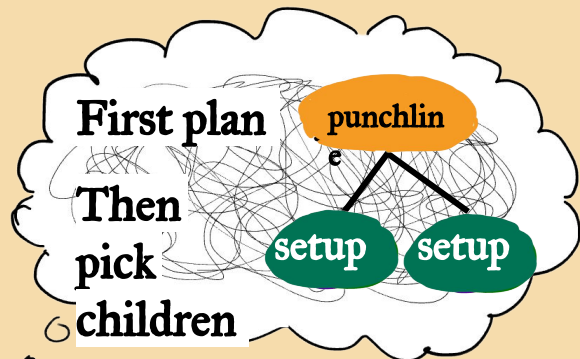 First plan
punchlin
e
Then
pick
children
setup
setup